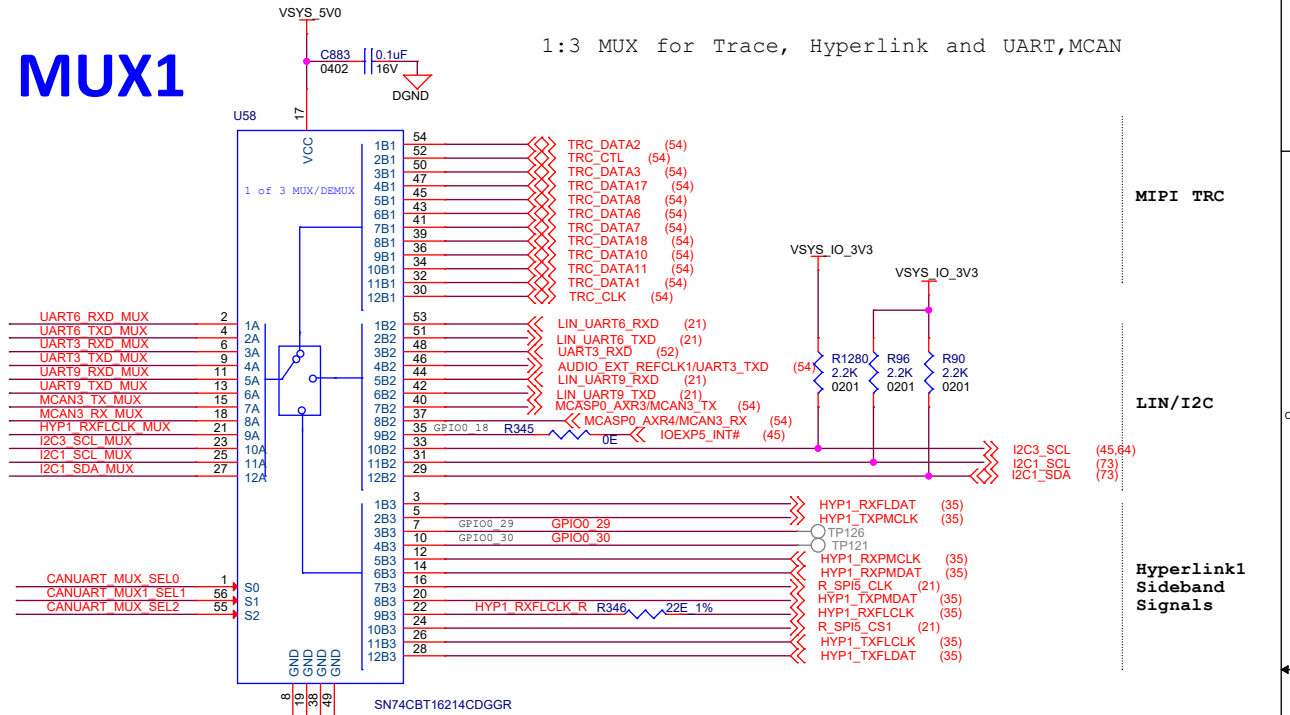 VSYS_5V0
1:3 MUX for Trace, Hyperlink and UART,MCAN
MUX1
C883 0.1uF
0402 16V
DGND
U58
17
VCC
1 of 3 MUX/DEMUX
1B1 54 TRC_DATA2 (54)
2B1 52 TRC_CTL (54)
3B1 50 TRC_DATA3 (54)
4B1 47 TRC_DATA17 (54)
5B1 45 TRC_DATA8 (54)
6B1 43 TRC_DATA6 (54)
7B1 41 TRC_DATA7 (54)
8B1 39 TRC_DATA18 (54)
9B1 36 TRC_DATA10 (54)
10B1 34 TRC_DATA11 (54)
11B1 32 TRC_DATA1 (54)
12B1 30 TRC_CLK (54)
MIPI TRC
VSYS_IO_3V3
VSYS_IO_3V3
UART6_RXD_MUX 2 1A
UART6_TXD_MUX 4 2A
UART3_RXD_MUX 6 3A
UART3_TXD_MUX 9 4A
UART9_RXD_MUX 11 5A
UART9_TXD_MUX 13 6A
MCAN3_TX_MUX 15 7A
MCAN3_RX_MUX 18 8A
HYP1_RXFLCLK_MUX 21 9A
I2C3_SCL_MUX 23 10A
I2C1_SCL_MUX 25 11A
I2C1_SDA_MUX 27 12A
1B2 53 LIN_UART6_RXD (21)
2B2 51 LIN_UART6_TXD (21)
3B2 48 UART3_RXD (52)
4B2 46 AUDIO_EXT_REFCLK1/UART3_TXD (54)
5B2 44 LIN_UART9_RXD (21)
6B2 42 LIN_UART9_TXD (21)
7B2 40 MCASP0_AXR3/MCAN3_TX (54)
8B2 37 MCASP0_AXR4/MCAN3_RX (54)
9B2 35 GPIO0_18 R345 0E IOEXP5_INT# (45)
10B2 33 I2C3_SCL (45,64)
11B2 31 I2C1_SCL (73)
12B2 29 I2C1_SDA (73)
R1280 R96 R90
2.2K 2.2K 2.2K
0201 0201 0201
LIN/I2C
C
1B3 3 HYP1_RXFLDAT (35)
2B3 5 HYP1_TXPMCLK (35)
3B3 7 GPIO0_29 GPIO0_29 TP126
4B3 10 GPIO0_30 GPIO0_30 TP121
5B3 12 HYP1_RXPMCLK (35)
6B3 14 HYP1_RXPMDAT (35)
7B3 16 R_SPI5_CLK (21)
8B3 20 HYP1_TXPMDAT (35)
9B3 22 HYP1_RXFLCLK_R R346 22E_1% HYP1_RXFLCLK (35)
10B3 24 R_SPI5_CS1 (21)
11B3 26 HYP1_TXFLCLK (35)
12B3 28 HYP1_TXFLDAT (35)
Hyperlink1
Sideband
Signals
CANUART_MUX_SEL0 1 S0
CANUART_MUX1_SEL1 56 S1
CANUART_MUX_SEL2 55 S2
GND GND GND GND
8 19 38 49
SN74CBT16214CDGGR